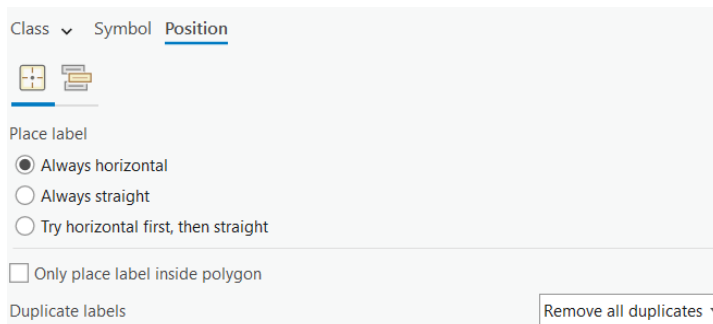 Class Symbol Position
Place label
Always horizontal
Always straight
Try horizontal first, then straight
Only place label inside polygon
Duplicate labels Remove all duplicates